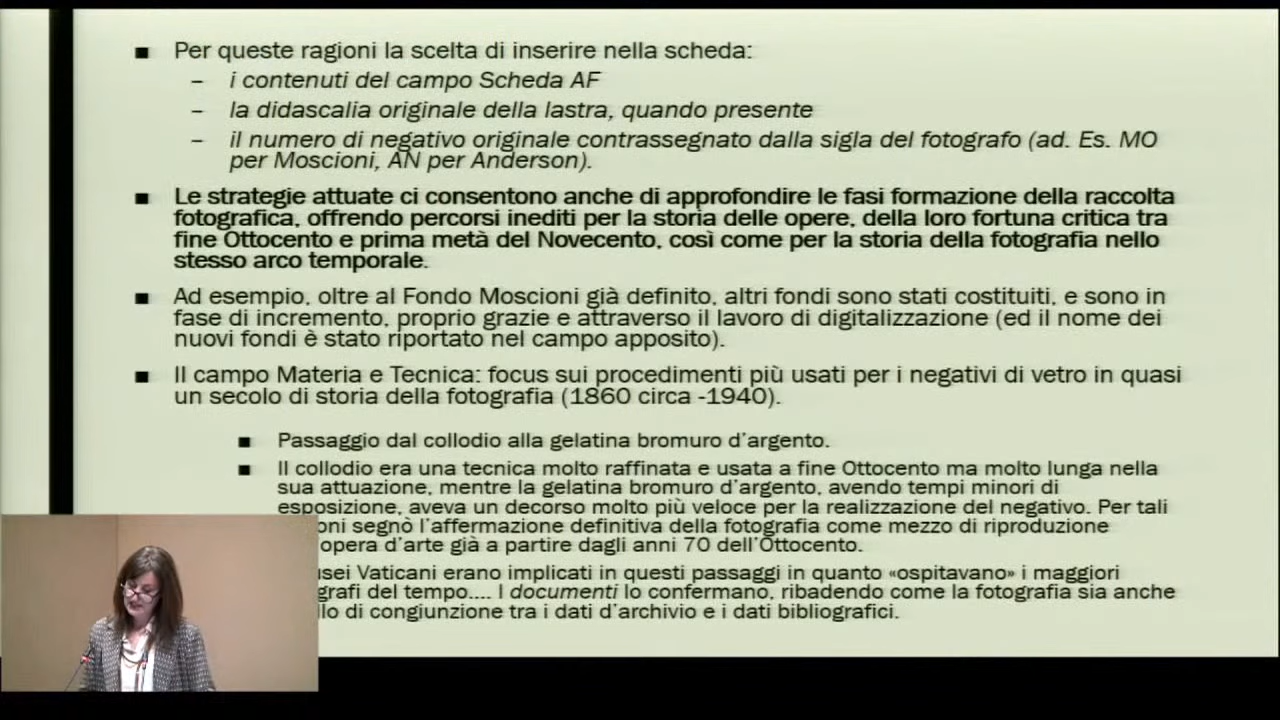 ■ Per queste ragioni la scelta di inserire nella scheda:
– i contenuti del campo Scheda AF
– la didascalia originale della lastra, quando presente
– il numero di negativo originale contrassegnato dalla sigla del fotografo (ad. Es. MO
per Moscioni, AN per Anderson).
■ Le strategie attuate ci consentono anche di approfondire le fasi formazione della raccolta
fotografica, offrendo percorsi inediti per la storia delle opere, della loro fortuna critica tra
fine Ottocento e prima metà del Novecento, così come per la storia della fotografia nello
stesso arco temporale.
■ Ad esempio, oltre al Fondo Moscioni già definito, altri fondi sono stati costituiti, e sono in
fase di incremento, proprio grazie e attraverso il lavoro di digitalizzazione (ed il nome dei
nuovi fondi è stato riportato nel campo apposito).
■ Il campo Materia e Tecnica: focus sui procedimenti più usati per i negativi di vetro in quasi
un secolo di storia della fotografia (1860 circa -1940).
■ Passaggio dal collodio alla gelatina bromuro d’argento.
■ Il collodio era una tecnica molto raffinata e usata a fine Ottocento ma molto lunga nella
sua attuazione, mentre la gelatina bromuro d’argento, avendo tempi minori di
esposizione, aveva un decorso molto più veloce per la realizzazione del negativo. Per tali
oni segnò l’affermazione definitiva della fotografia come mezzo di riproduzione
opera d’arte già a partire dagli anni 70 dell’Ottocento.
usei Vaticani erano implicati in questi passaggi in quanto «ospitavano» i maggiori
grafi del tempo.... I documenti lo confermano, ribadendo come la fotografia sia anche
llo di congiunzione tra i dati d’archivio e i dati bibliografici.